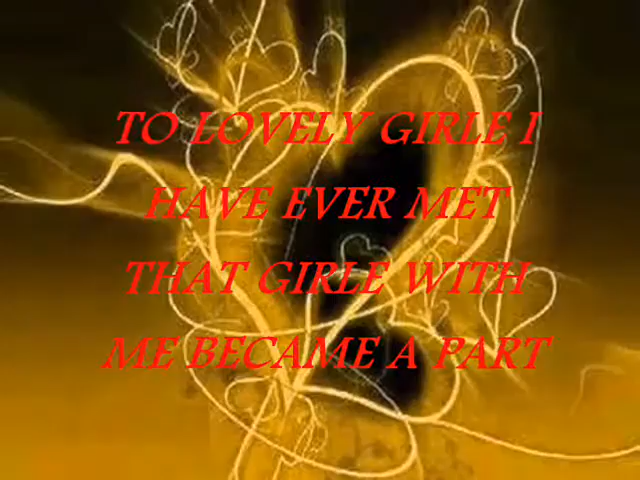 TO LOVELY GIRLE I
HAVE EVER MET
THAT GIRLE WITH
ME BECAME A PART